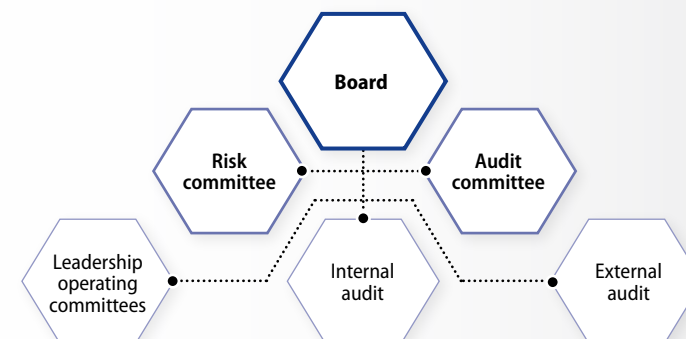 Board
Risk
committee
Audit
committee
Leadership
operating
committees
Internal
audit
External
audit